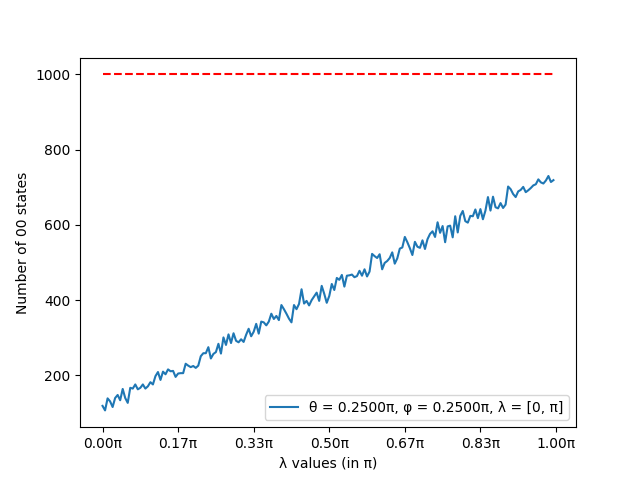 1000
800
600
400
200
Number of 00 states
θ = 0.2500π, φ = 0.2500π, λ = [0, π]
0.00π 0.17π 0.33π 0.50π 0.67π 0.83π 1.00π
λ values (in π)